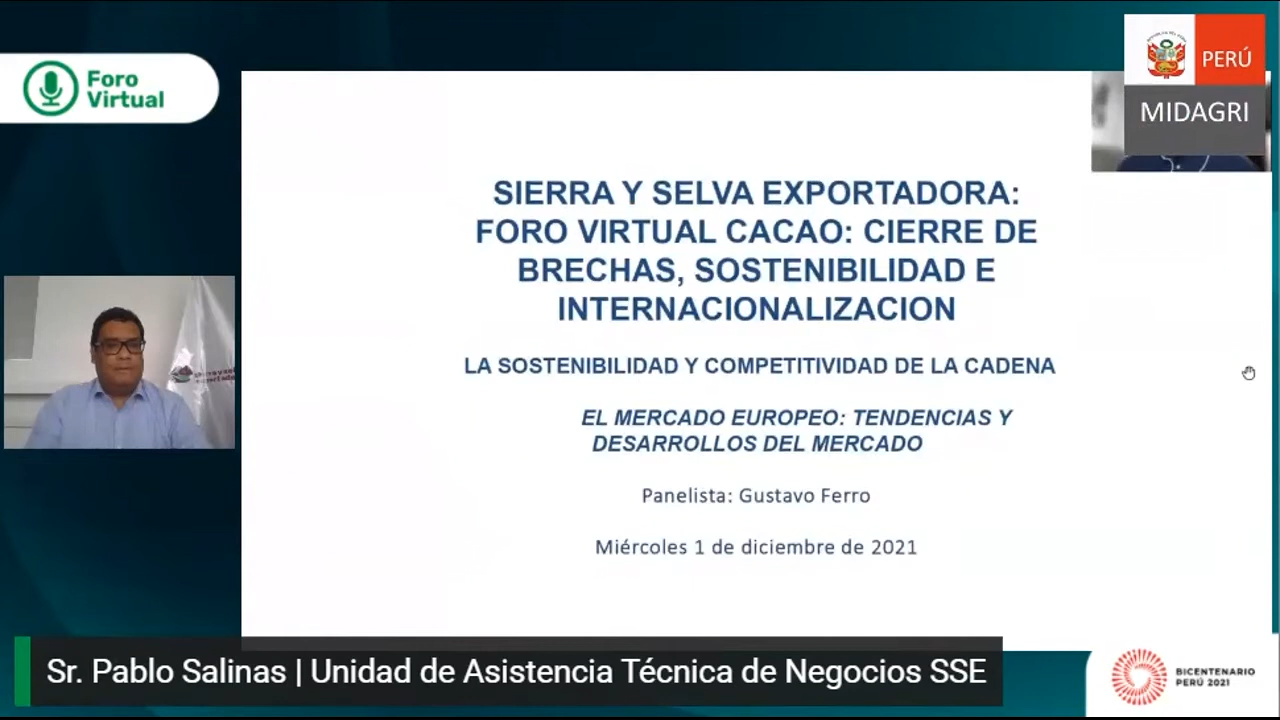 Foro
Virtual
PERÚ
MIDAGRI
SIERRA Y SELVA EXPORTADORA:
FORO VIRTUAL CACAO: CIERRE DE
BRECHAS, SOSTENIBILIDAD E
INTERNACIONALIZACION
LA SOSTENIBILIDAD Y COMPETITIVIDAD DE LA CADENA
EL MERCADO EUROPEO: TENDENCIAS Y
DESARROLLOS DEL MERCADO
Panelista: Gustavo Ferro
Miércoles 1 de diciembre de 2021
Sr. Pablo Salinas | Unidad de Asistencia Técnica de Negocios SSE
BICENTENARIO
PERÚ 2021